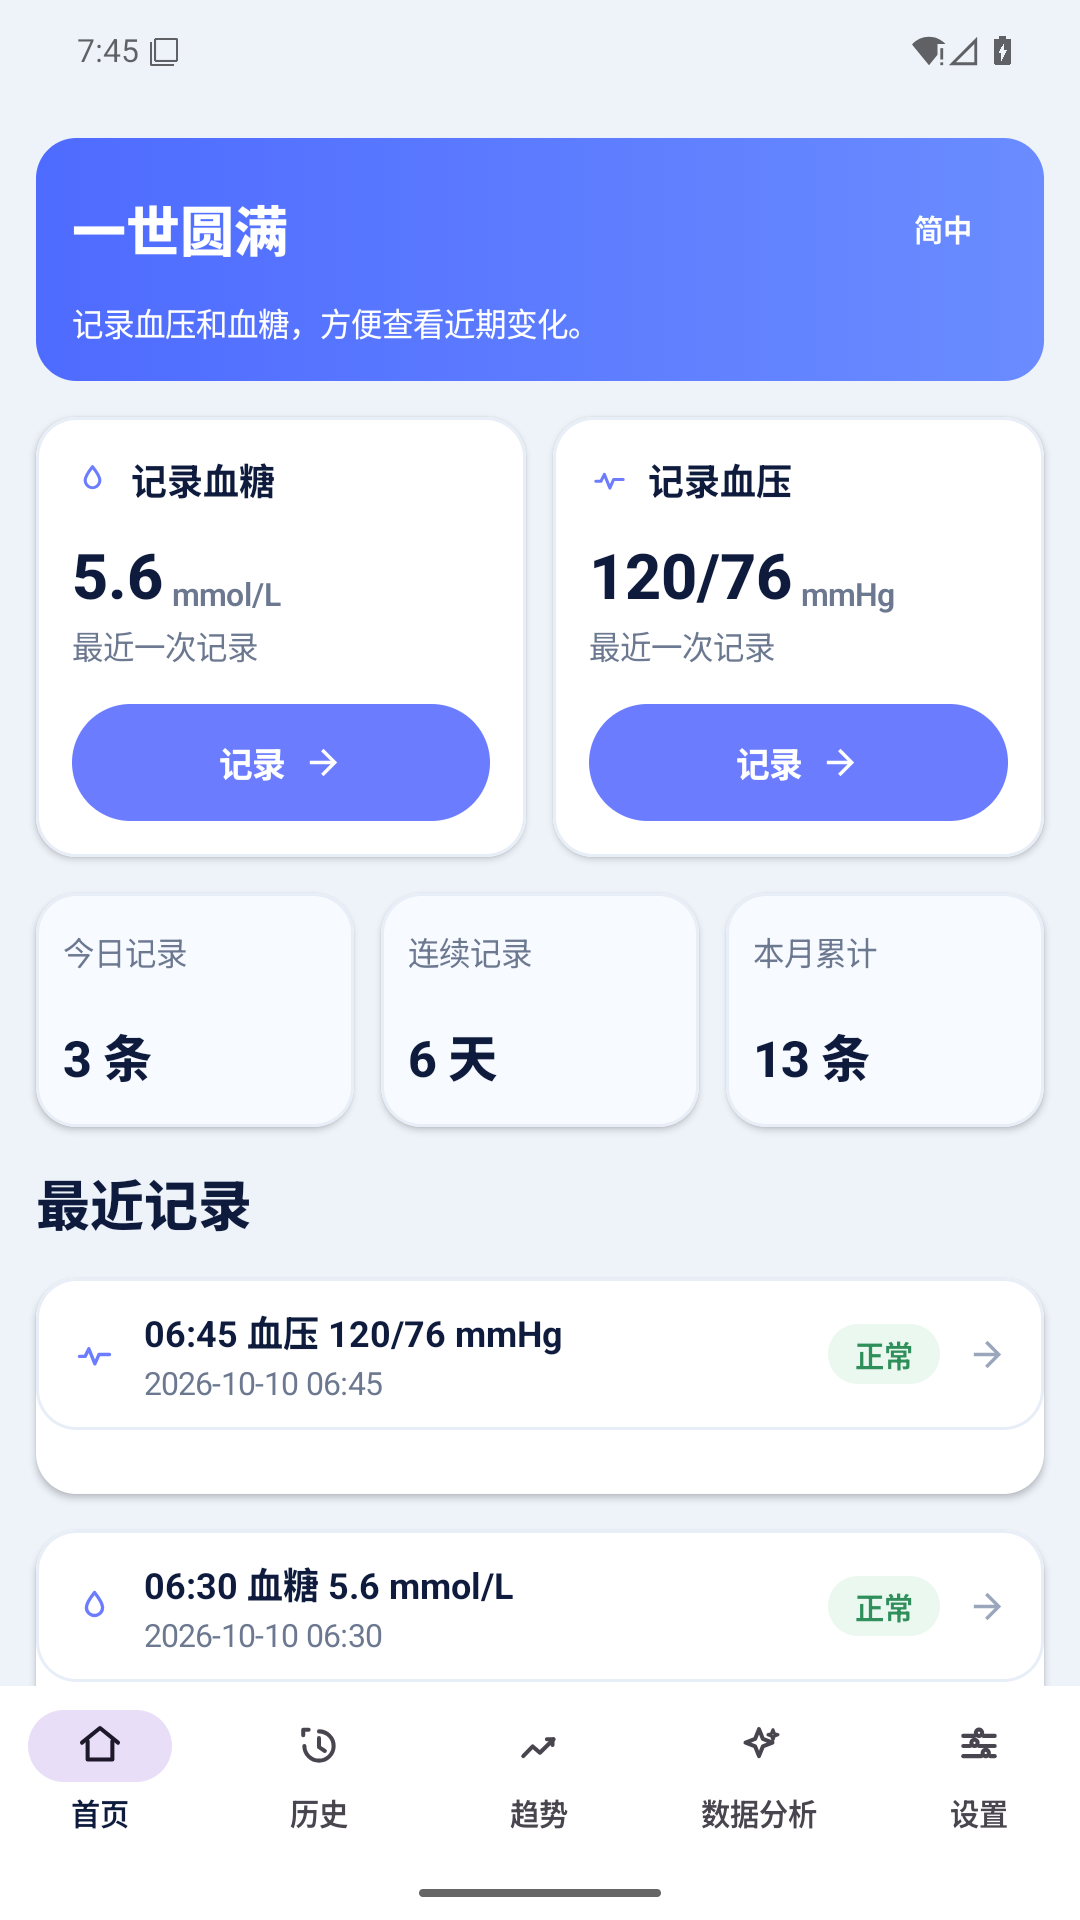 7:45
一世圆满
简中
记录血压和血糖，方便查看近期变化。
记录血糖
5.6 mmol/L
最近一次记录
记录
记录血压
120/76 mmHg
最近一次记录
记录
今日记录
3 条
连续记录
6 天
本月累计
13 条
最近记录
06:45 血压 120/76 mmHg
2026-10-10 06:45
正常
06:30 血糖 5.6 mmol/L
2026-10-10 06:30
正常
首页
历史
趋势
数据分析
设置